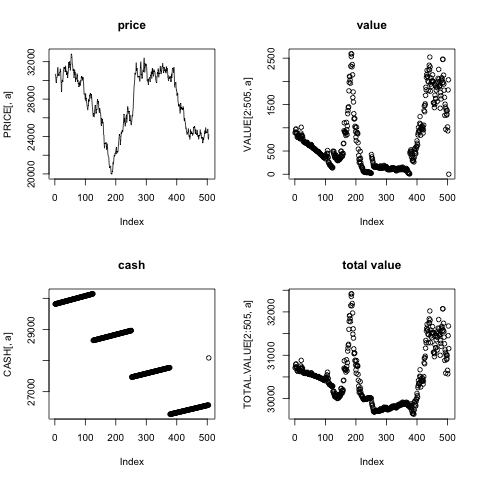 price
PRICE[, a]
20000 24000 28000 32000
0 100 200 300 400 500
Index
value
VALUE[2:505, a]
0 500 1500 2500
0 100 200 300 400 500
Index
cash
CASH[, a]
27000 29000
0 100 200 300 400 500
Index
total value
TOTAL.VALUE[2:505, a]
30000 31000 32000
0 100 200 300 400 500
Index